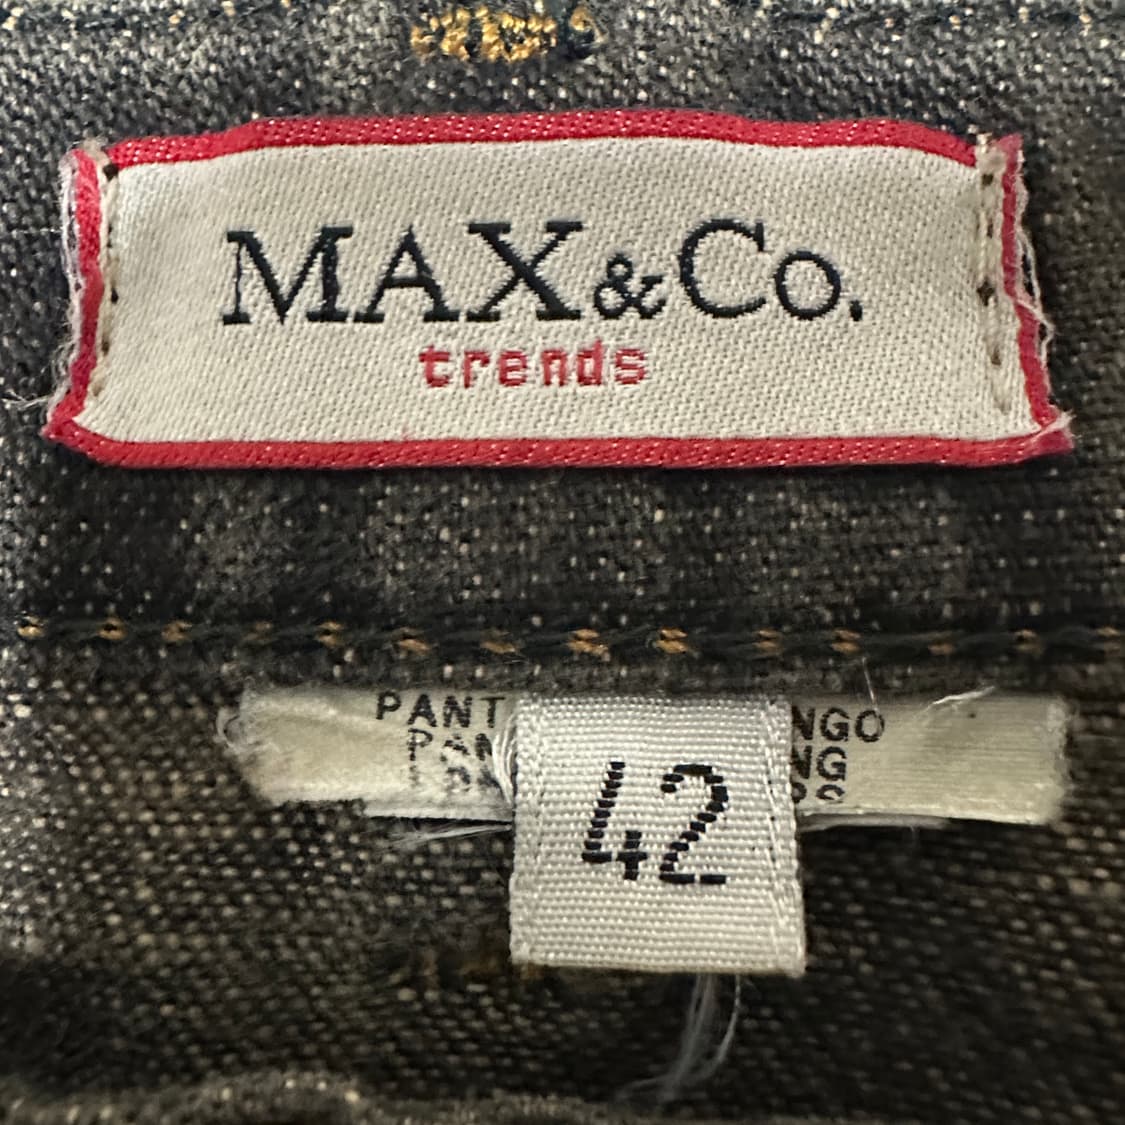 MAX&Co.
trends
PANT NGO
PAN NG
42